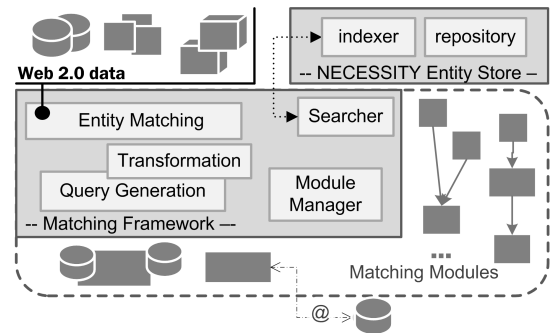 Web 2.0 data
indexer
repository
-- NECESSITY Entity Store --
Entity Matching
Searcher
Transformation
Query Generation
Module
Manager
-- Matching Framework ---
...
Matching Modules
@